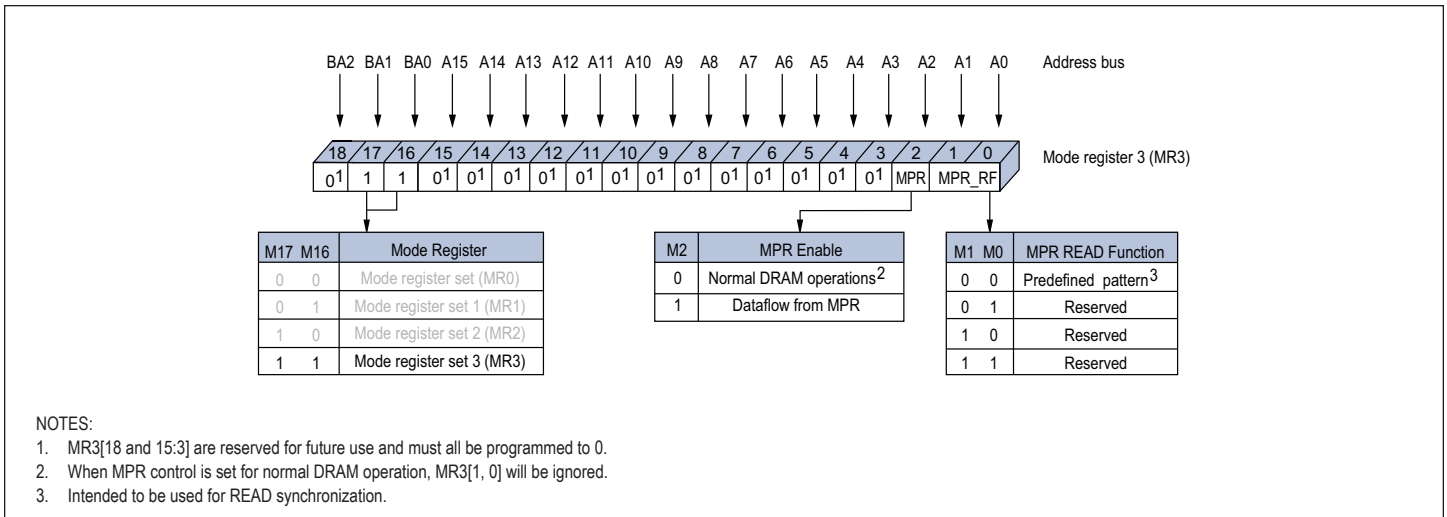 BA2 BA1 BA0 A15 A14 A13 A12 A11 A10 A9 A8 A7 A6 A5 A4 A3 A2 A1 A0 Address bus
18 17 16 15 14 13 12 11 10 9 8 7 6 5 4 3 2 1 0
Mode register 3 (MR3)
0¹ 1 1 0¹ 0¹ 0¹ 0¹ 0¹ 0¹ 0¹ 0¹ 0¹ 0¹ 0¹ 0¹ 0¹ MPR MPR_RF
M17 M16 Mode Register
0 0 Mode register set (MR0)
0 1 Mode register set 1 (MR1)
1 0 Mode register set 2 (MR2)
1 1 Mode register set 3 (MR3)
M2 MPR Enable
0 Normal DRAM operations²
1 Dataflow from MPR
M1 M0 MPR READ Function
0 0 Predefined pattern³
0 1 Reserved
1 0 Reserved
1 1 Reserved
NOTES:
1. MR3[18 and 15:3] are reserved for future use and must all be programmed to 0.
2. When MPR control is set for normal DRAM operation, MR3[1, 0] will be ignored.
3. Intended to be used for READ synchronization.